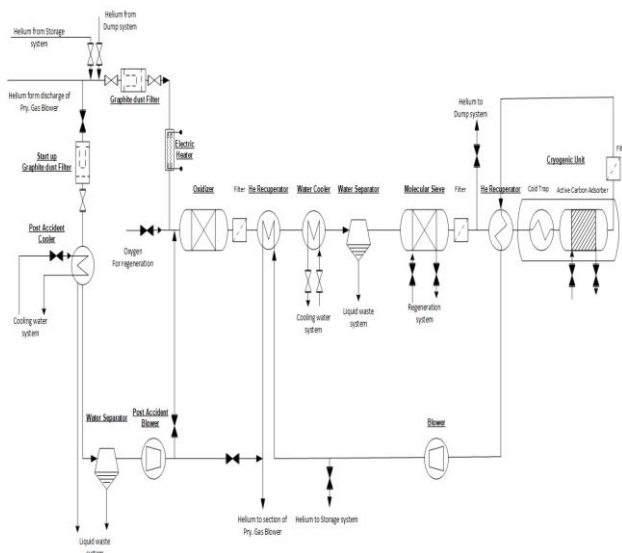 Helium from Storage
system
Helium from
Dump system
Helium form discharge of
Pry. Gas Blower
Graphite dust Filter
Start up
Graphite dust Filter
Electric
Heater
Post Accident
Cooler
Cooling water
system
Oxygen
For regeneration
Oxidizer
Filter
He Recuperator
Water Cooler
Water Separator
Cooling water
system
Liquid waste
system
Molecular Sieve
Filter
Regeneration
system
Helium to
Dump system
He Recuperator
Cryogenic Unit
Cold Trap
Active Carbon Adsorber
Water Separator
Post Accident
Blower
Blower
Liquid waste
system
Helium to section of
Pry. Gas Blower
Helium to Storage system